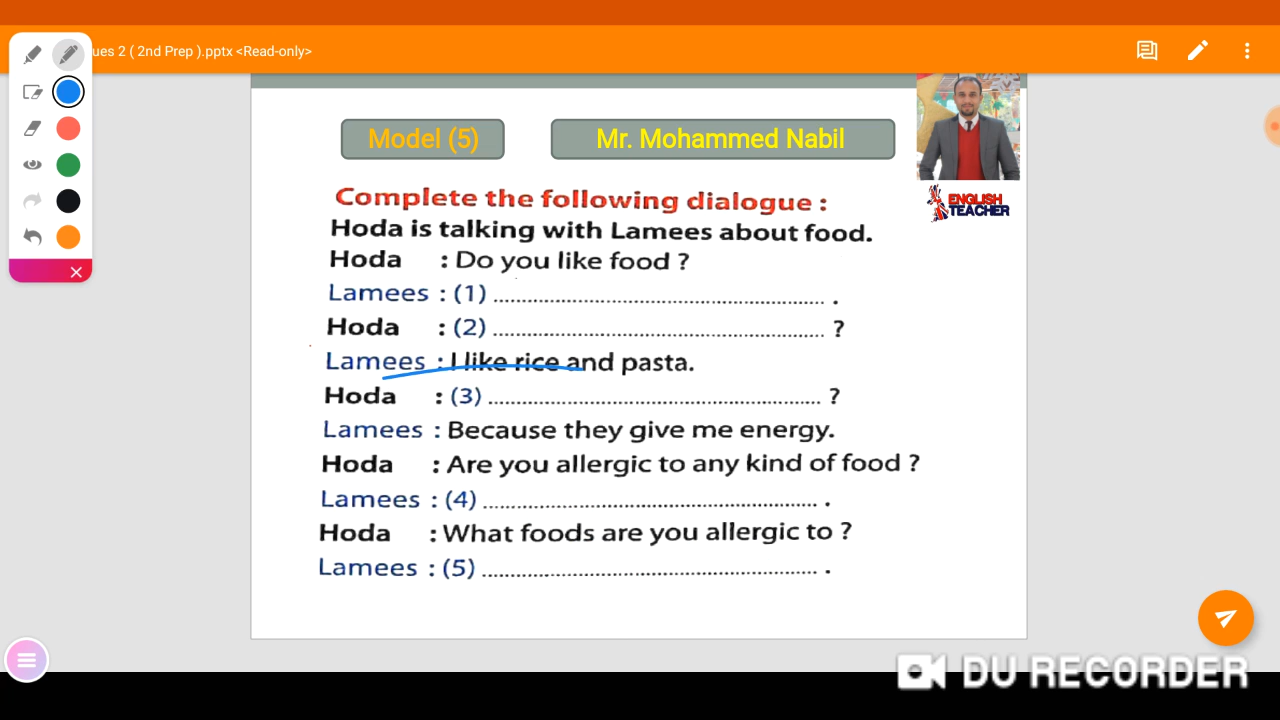 ues 2 ( 2nd Prep ).pptx <Read-only>
Model (5)
Mr. Mohammed Nabil
ENGLISH
TEACHER
Complete the following dialogue :
Hoda is talking with Lamees about food.
Hoda : Do you like food ?
Lamees : (1) .......................................................... .
Hoda : (2) .......................................................... ?
Lamees : I like rice and pasta.
Hoda : (3) .......................................................... ?
Lamees : Because they give me energy.
Hoda : Are you allergic to any kind of food ?
Lamees : (4) .......................................................... .
Hoda : What foods are you allergic to ?
Lamees : (5) .......................................................... .
DU RECORDER